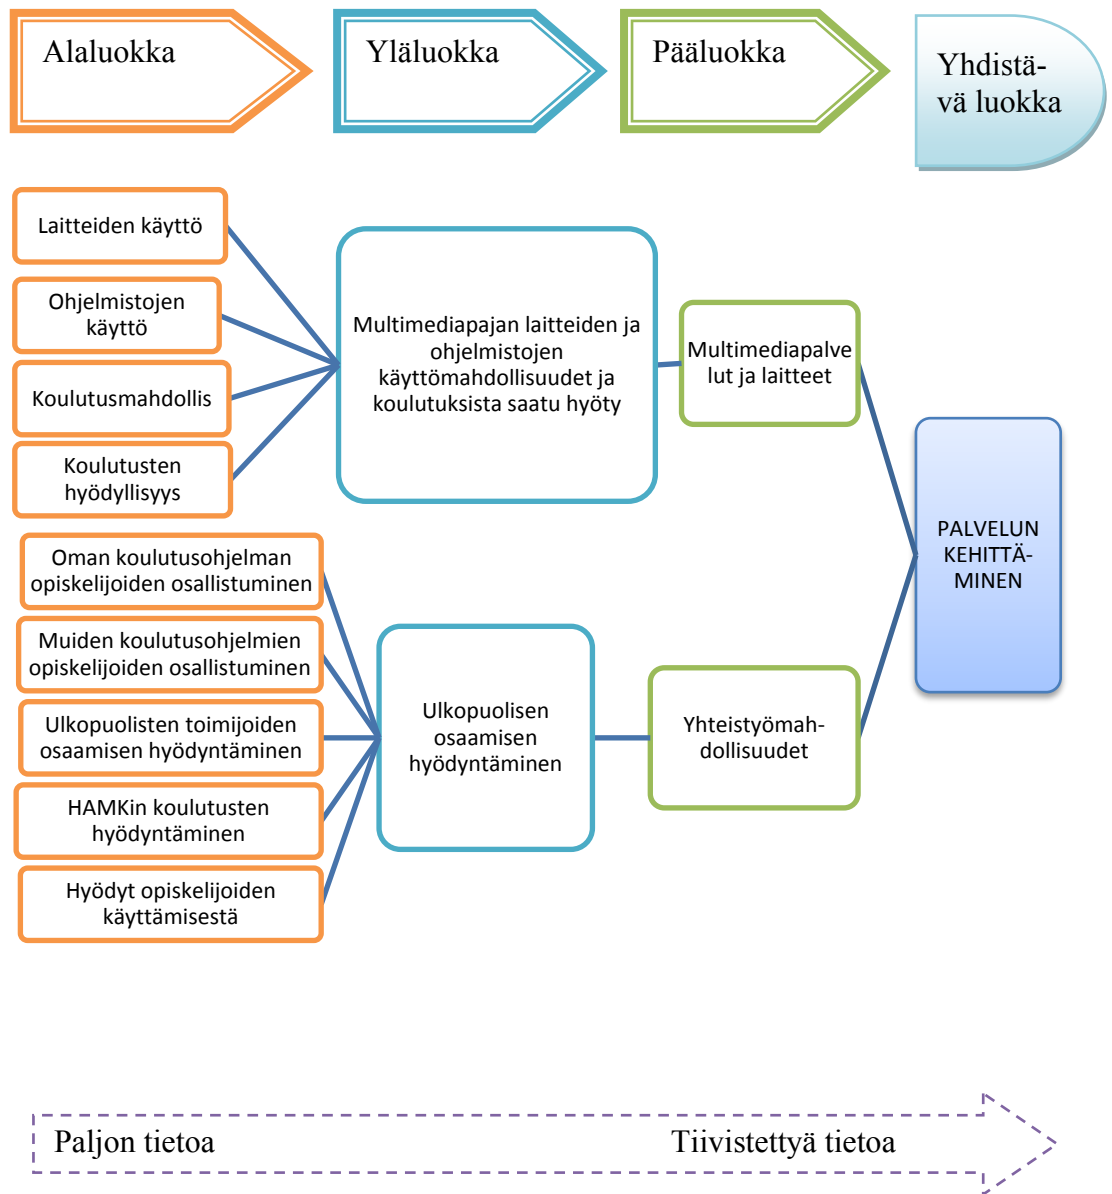 Alaluokka
Yläluokka
Pääluokka
Yhdistä-
vä luokka
Laitteiden käyttö
Ohjelmistojen
käyttö
Koulutusmahdollis
Koulutusten
hyödyllisyys
Multimediapajan laitteiden ja
ohjelmistojen
käyttömahdollisuudet ja
koulutuksista saatu hyöty
Multimediapalve
lut ja laitteet
Oman koulutusohjelman
opiskelijoiden osallistuminen
Muiden koulutusohjelmien
opiskelijoiden osallistuminen
Ulkopuolisten toimijoiden
osaamisen hyödyntäminen
HAMKin koulutusten
hyödyntäminen
Hyödyt opiskelijoiden
käyttämisestä
Ulkopuolisen
osaamisen
hyödyntäminen
Yhteistyömah-
dollisuudet
PALVELUN
KEHITTÄ-
MINEN
Paljon tietoa
Tiivistettyä tietoa